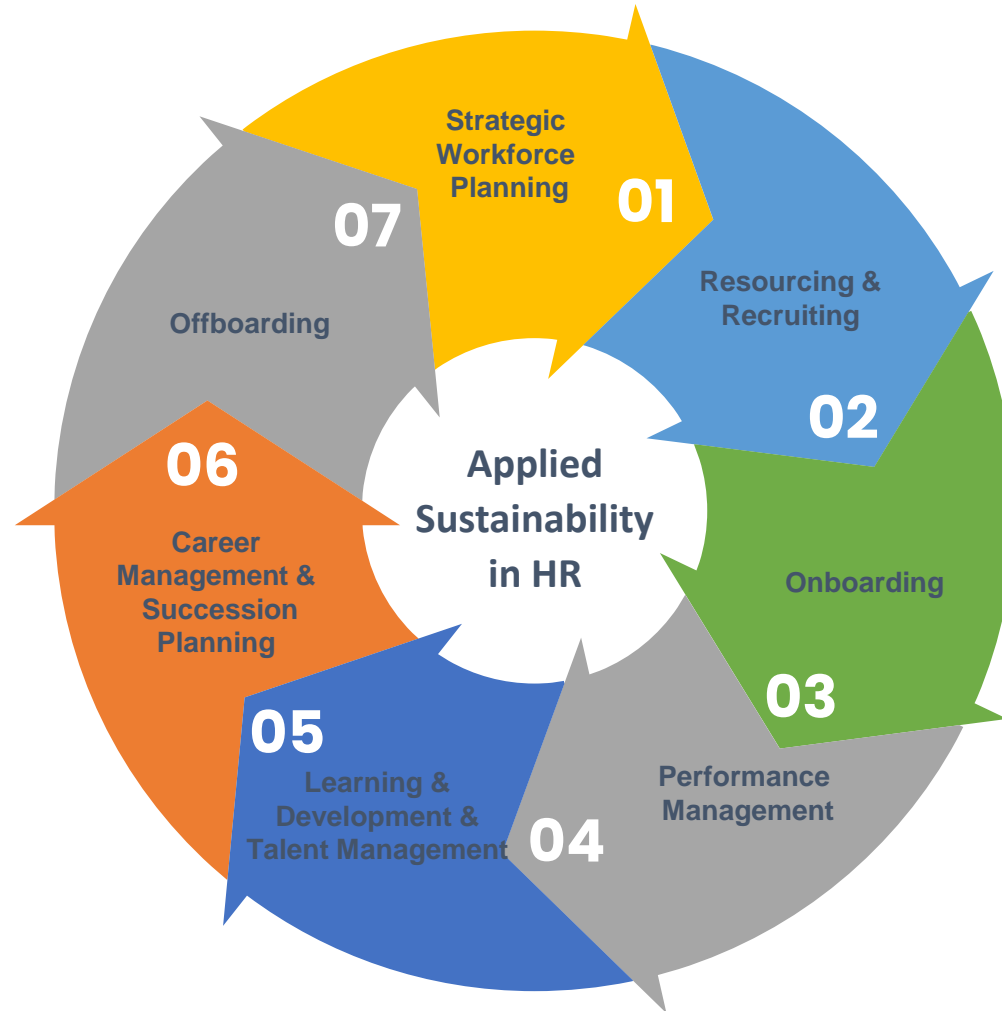 Strategic
Workforce
Planning
01
Resourcing &
Recruiting
02
Onboarding
03
Performance
Management
04
Learning &
Development &
Talent Management
05
Career
Management &
Succession
Planning
06
Offboarding
07
Applied
Sustainability
in HR